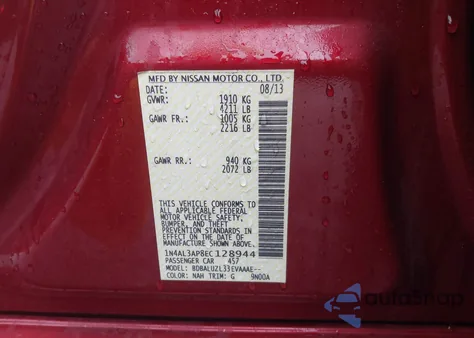 MFD BY NISSAN MOTOR CO., LTD.
DATE: 08/13
GVWR: 1910 KG
4211 LB
GAWR FR.: 1005 KG
2216 LB
GAWR RR.: 940 KG
2072 LB
THIS VEHICLE CONFORMS TO
ALL APPLICABLE FEDERAL
MOTOR VEHICLE SAFETY,
BUMPER, AND THEFT
PREVENTION STANDARDS IN
EFFECT ON THE DATE OF
MANUFACTURE SHOWN ABOVE.
1N4AL3AP8EC128944
PASSENGER CAR 457
MODEL: BDBALUZL33EVAAAE--
COLOR: NAH TRIM: G 9N00A
autoSnap